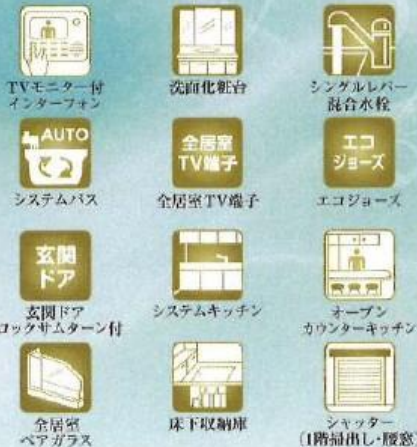 TVモニター付
インターフォン
洗面化粧台
シングルレバー
混合水栓
AUTO
システムバス
全居室
TV端子
全居室TV端子
エコ
ジョーズ
エコジョーズ
玄関
ドア
玄関ドア
ロックサムターン付
システムキッチン
オープン
カウンターキッチン
全居室
ペアガラス
床下収納庫
シャッター
(1階掃出し・腰窓